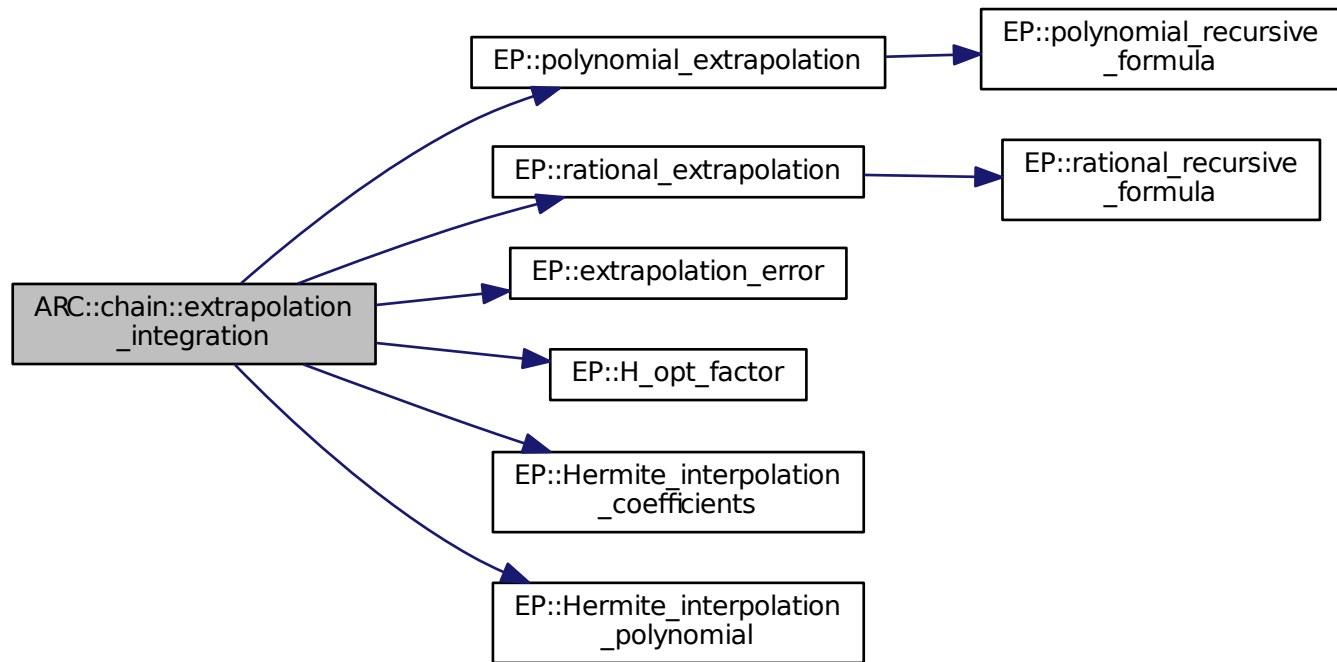 EP::polynomial_recursive
_formula
EP::polynomial_extrapolation
EP::rational_recursive
_formula
EP::rational_extrapolation
EP::extrapolation_error
ARC::chain::extrapolation
_integration
EP::H_opt_factor
EP::Hermite_interpolation
_coefficients
EP::Hermite_interpolation
_polynomial